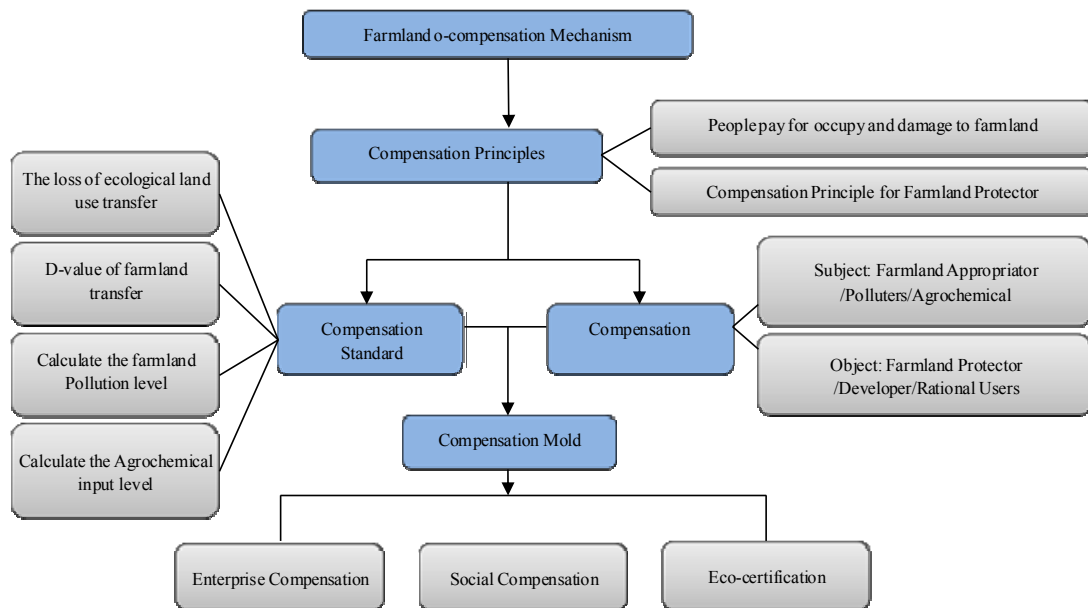 Farmland o-compensation Mechanism
People pay for occupy and damage to farmland
Compensation Principles
Compensation Principle for Farmland Protector
The loss of ecological land
use transfer
D-value of farmland
transfer
Calculate the farmland
Pollution level
Calculate the Agrochemical
input level
Compensation
Standard
Compensation
Subject: Farmland Appropriator
/Polluters/Agrochemical
Object: Farmland Protector
/Developer/Rational Users
Compensation Mold
Enterprise Compensation
Social Compensation
Eco-certification